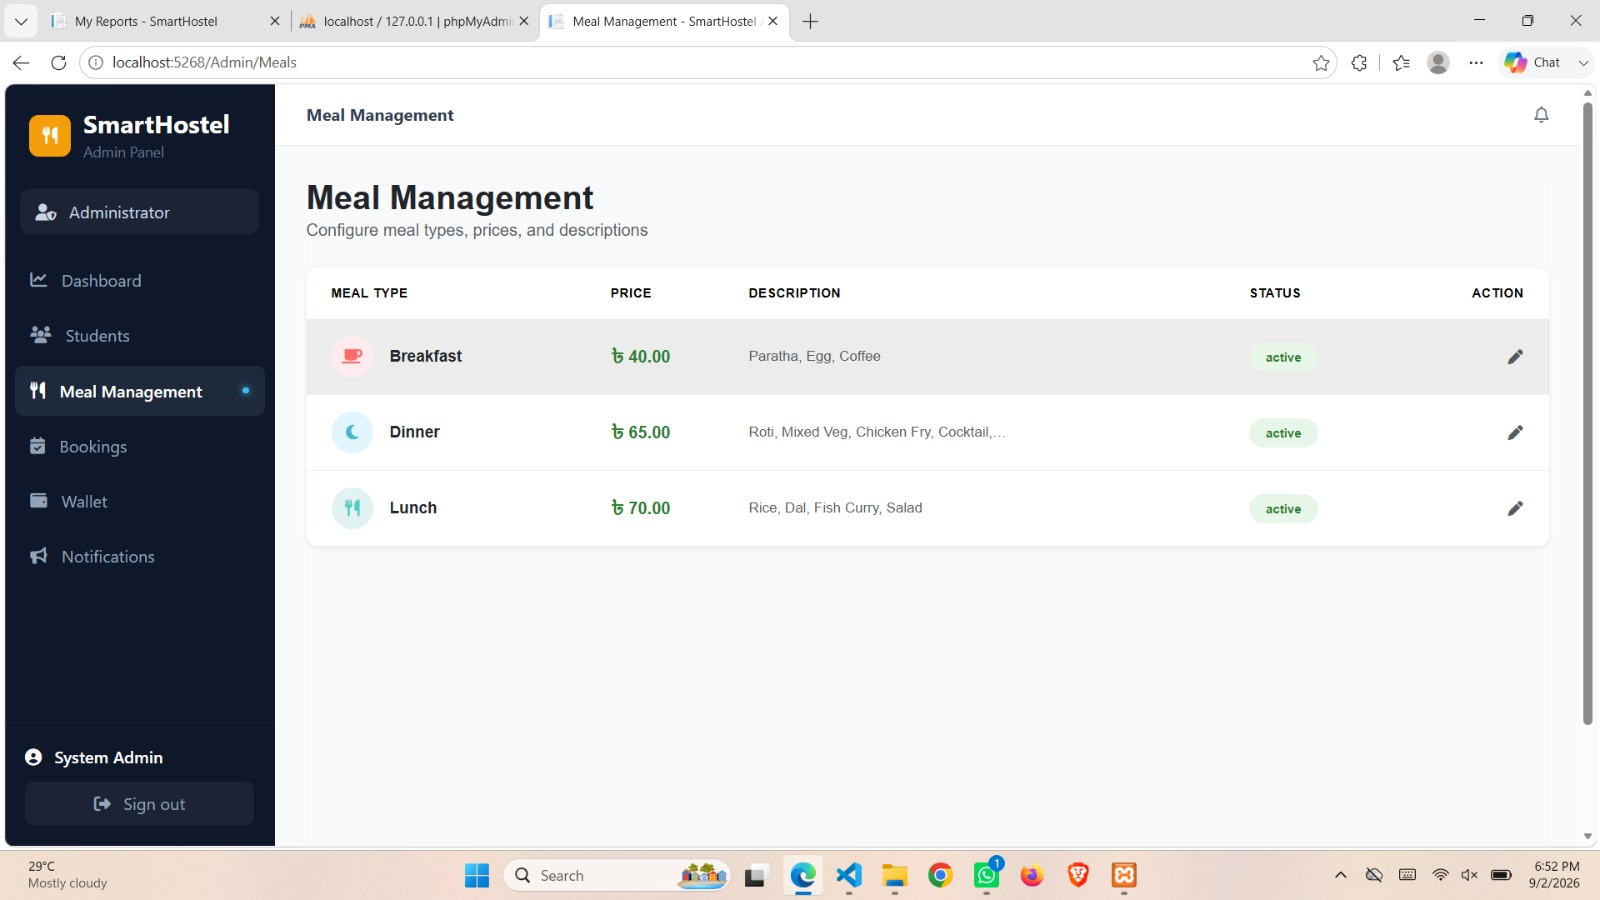 My Reports - SmartHostel
localhost / 127.0.0.1 | phpMyAdmin
Meal Management - SmartHostel
localhost:5268/Admin/Meals
Chat
SmartHostel
Admin Panel
Administrator
Dashboard
Students
Meal Management
Bookings
Wallet
Notifications
System Admin
Sign out
Meal Management
Meal Management
Configure meal types, prices, and descriptions
MEAL TYPE PRICE DESCRIPTION STATUS ACTION
Breakfast ৳ 40.00 Paratha, Egg, Coffee active
Dinner ৳ 65.00 Roti, Mixed Veg, Chicken Fry, Cocktail,... active
Lunch ৳ 70.00 Rice, Dal, Fish Curry, Salad active
29°C
Mostly cloudy
Search
1
6:52 PM
9/2/2026